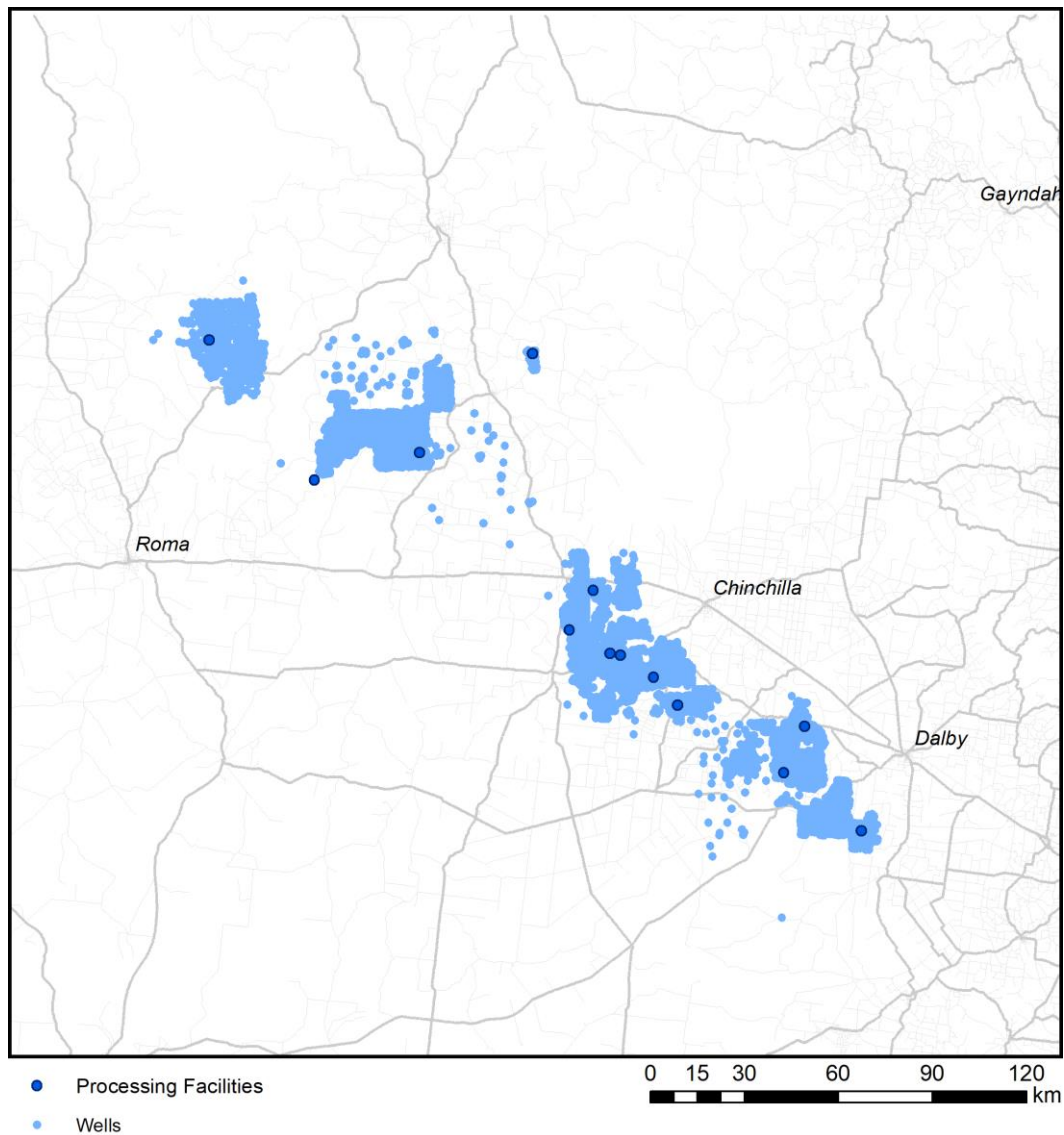 Gayndah
Roma
Chinchilla
Dalby
Processing Facilities
Wells
0 15 30 60 90 120
km